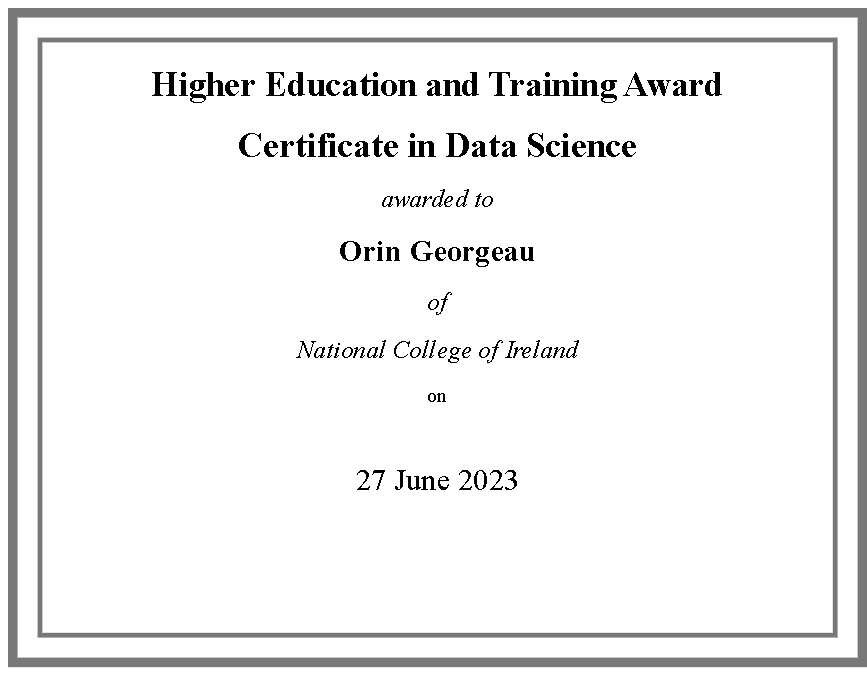 Higher Education and Training Award
Certificate in Data Science
awarded to
Orin Georgeau
of
National College of Ireland
on
27 June 2023